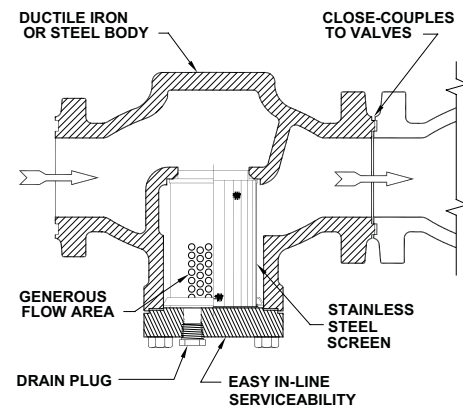 DUCTILE IRON
OR STEEL BODY
CLOSE-COUPLES
TO VALVES
GENEROUS
FLOW AREA
STAINLESS
STEEL
SCREEN
DRAIN PLUG
EASY IN-LINE
SERVICEABILITY